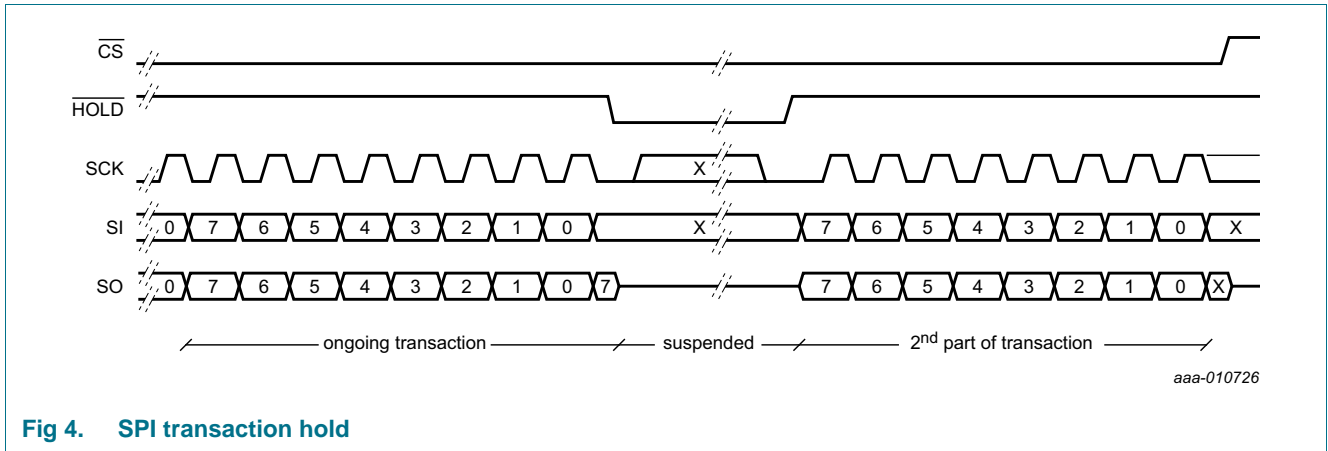 CS
HOLD
SCK X
SI 0 7 6 5 4 3 2 1 0 X 7 6 5 4 3 2 1 0 X
SO 0 7 6 5 4 3 2 1 0 7 7 6 5 4 3 2 1 0 X
ongoing transaction suspended 2nd part of transaction
aaa-010726
Fig 4. SPI transaction hold